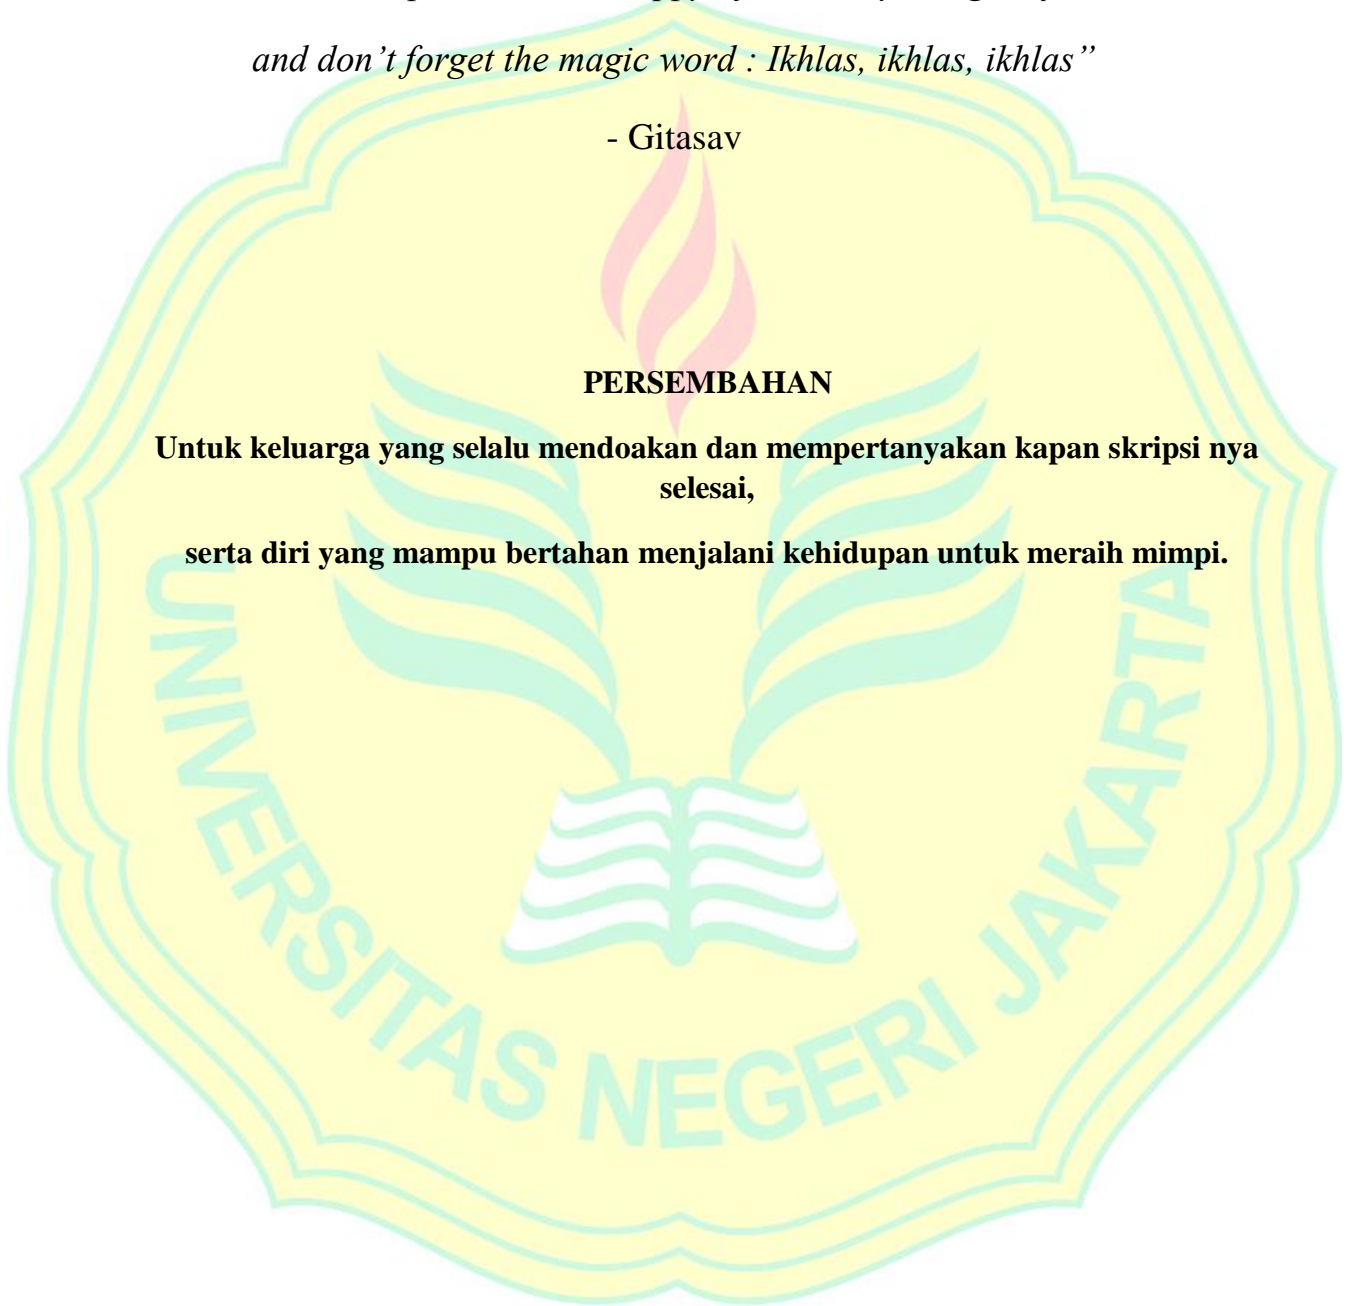 and don’t forget the magic word : Ikhlas, ikhlas, ikhlas”
- Gitasav
PERSEMBAHAN
Untuk keluarga yang selalu mendoakan dan mempertanyakan kapan skripsi nya
selesai,
serta diri yang mampu bertahan menjalani kehidupan untuk meraih mimpi.
UNIVERSITAS NEGERI JAKARTA